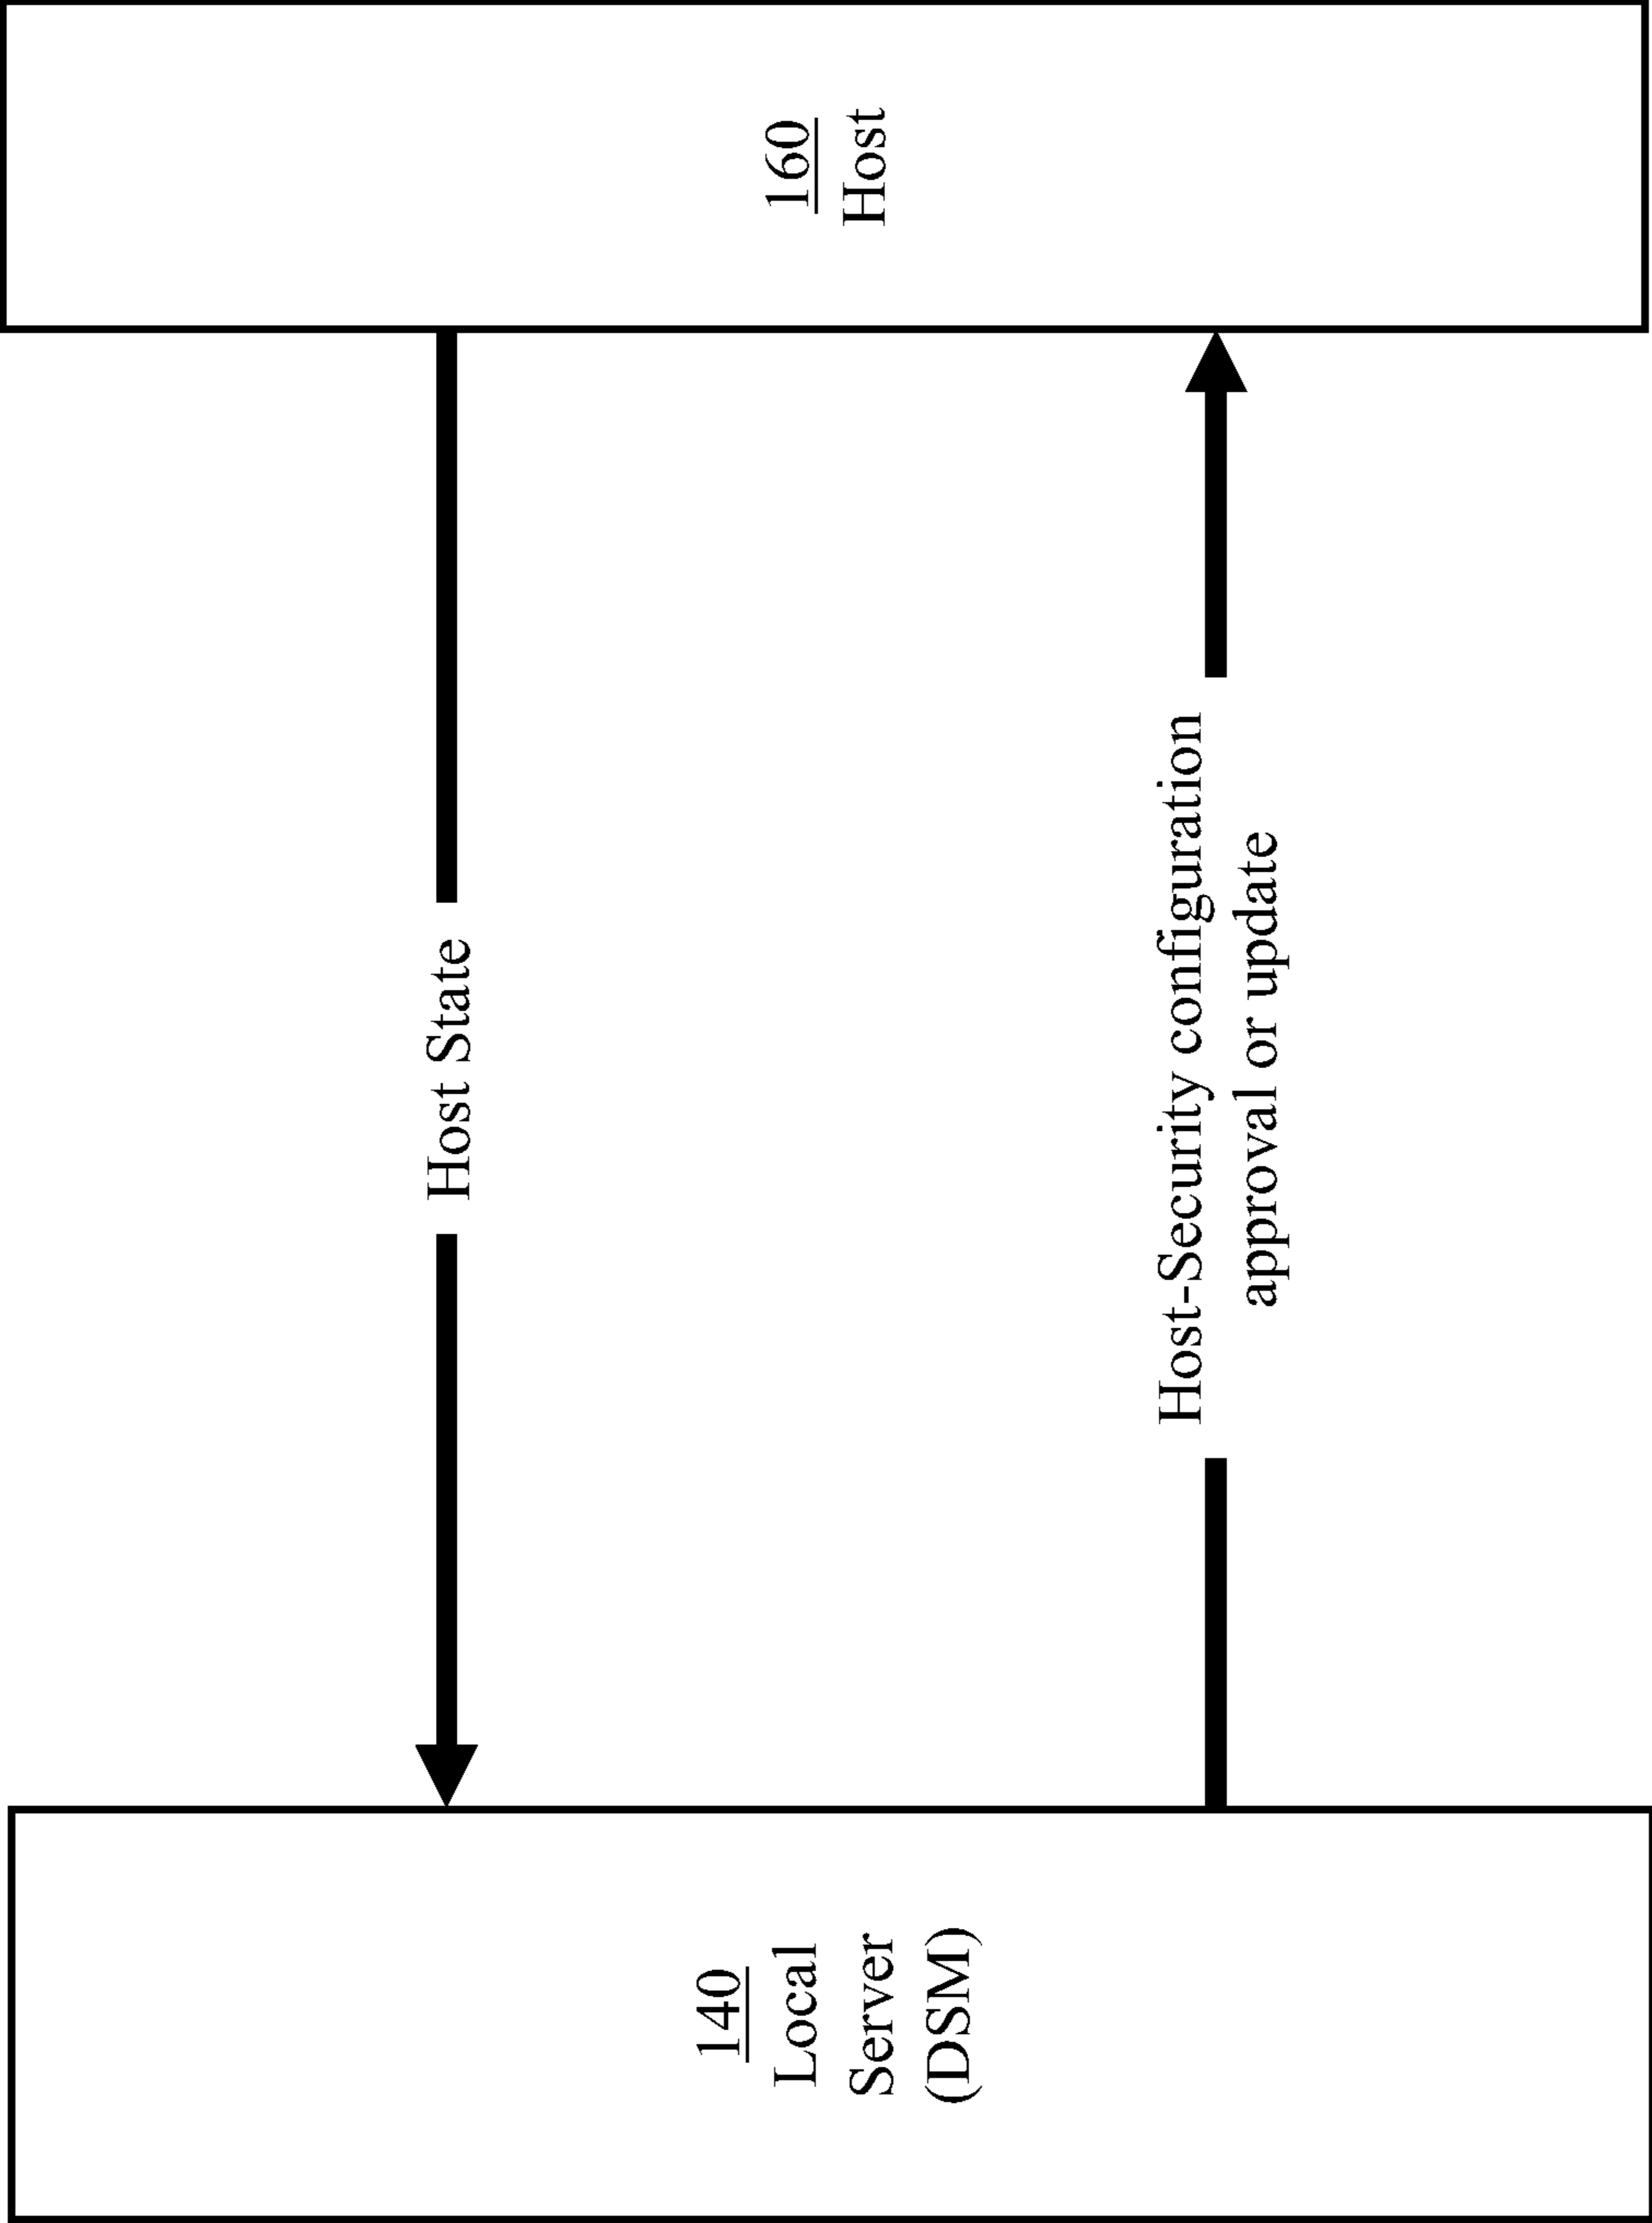 140
Local
Server
(DSM)
Host State
Host-Security configuration
approval or update
160
Host